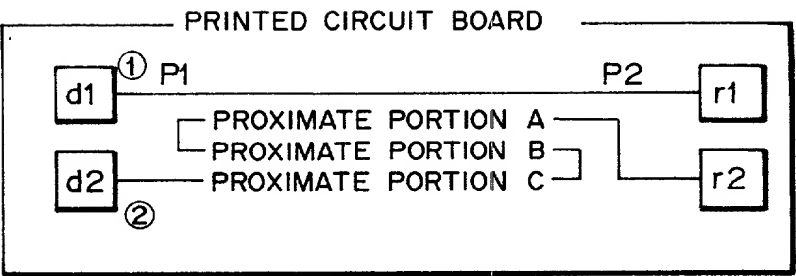 PRINTED CIRCUIT BOARD
① P1 P2
d1 r1
PROXIMATE PORTION A
PROXIMATE PORTION B
d2 PROXIMATE PORTION C r2
②